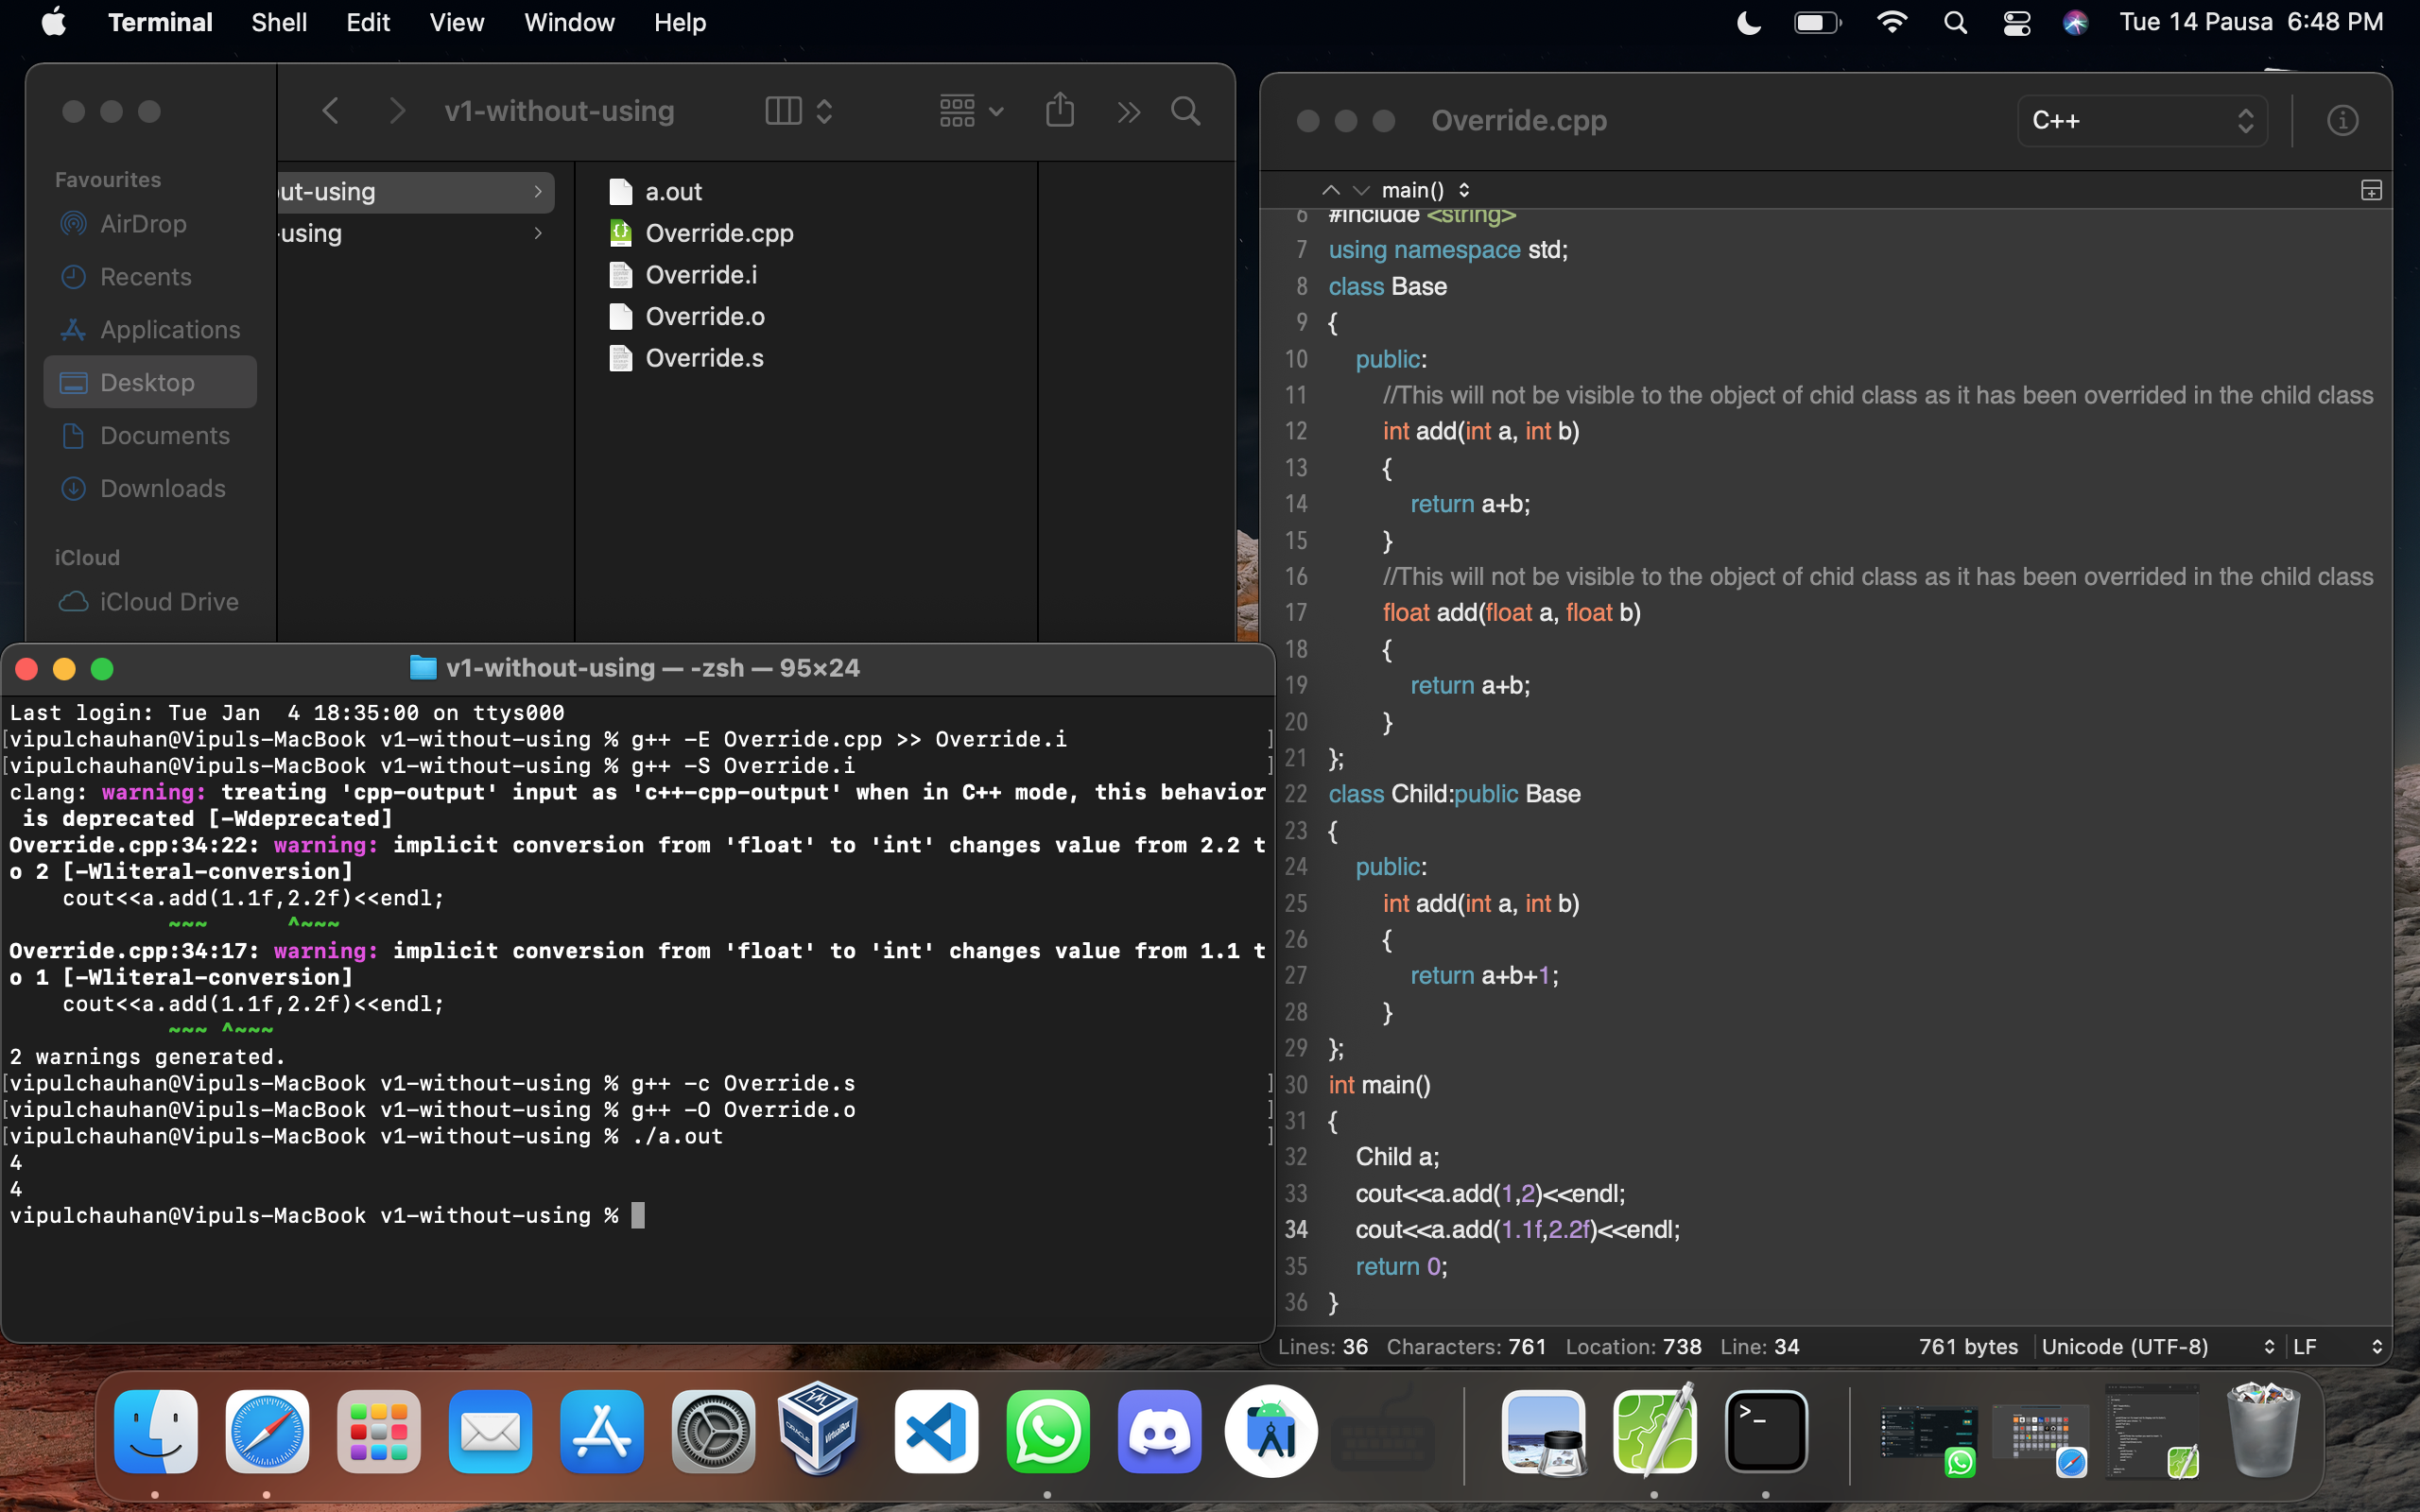 Terminal Shell Edit View Window Help Tue 14 Pausa 6:48 PM
v1-without-using
Favourites
AirDrop
Recents
Applications
Desktop
Documents
Downloads
iCloud
iCloud Drive
ut-using
-using
a.out
Override.cpp
Override.i
Override.o
Override.s
Override.cpp C++
main()
6 #include <string>
7 using namespace std;
8 class Base
9 {
10 public:
11 //This will not be visible to the object of chid class as it has been overrided in the child class
12 int add(int a, int b)
13 {
14 return a+b;
15 }
16 //This will not be visible to the object of chid class as it has been overrided in the child class
17 float add(float a, float b)
18 {
19 return a+b;
20 }
21 };
22 class Child:public Base
23 {
24 public:
25 int add(int a, int b)
26 {
27 return a+b+1;
28 }
29 };
30 int main()
31 {
32 Child a;
33 cout<<a.add(1,2)<<endl;
34 cout<<a.add(1.1f,2.2f)<<endl;
35 return 0;
36 }
Lines: 36 Characters: 761 Location: 738 Line: 34 761 bytes Unicode (UTF-8) LF
v1-without-using — -zsh — 95×24
Last login: Tue Jan  4 18:35:00 on ttys000
[vipulchauhan@Vipuls-MacBook v1-without-using % g++ -E Override.cpp >> Override.i ]
[vipulchauhan@Vipuls-MacBook v1-without-using % g++ -S Override.i ]
clang: warning: treating 'cpp-output' input as 'c++-cpp-output' when in C++ mode, this behavior
 is deprecated [-Wdeprecated]
Override.cpp:34:22: warning: implicit conversion from 'float' to 'int' changes value from 2.2 t
o 2 [-Wliteral-conversion]
    cout<<a.add(1.1f,2.2f)<<endl;
            ~~~      ^~~~
Override.cpp:34:17: warning: implicit conversion from 'float' to 'int' changes value from 1.1 t
o 1 [-Wliteral-conversion]
    cout<<a.add(1.1f,2.2f)<<endl;
            ~~~ ^~~~
2 warnings generated.
[vipulchauhan@Vipuls-MacBook v1-without-using % g++ -c Override.s ]
[vipulchauhan@Vipuls-MacBook v1-without-using % g++ -O Override.o ]
[vipulchauhan@Vipuls-MacBook v1-without-using % ./a.out ]
4
4
vipulchauhan@Vipuls-MacBook v1-without-using %